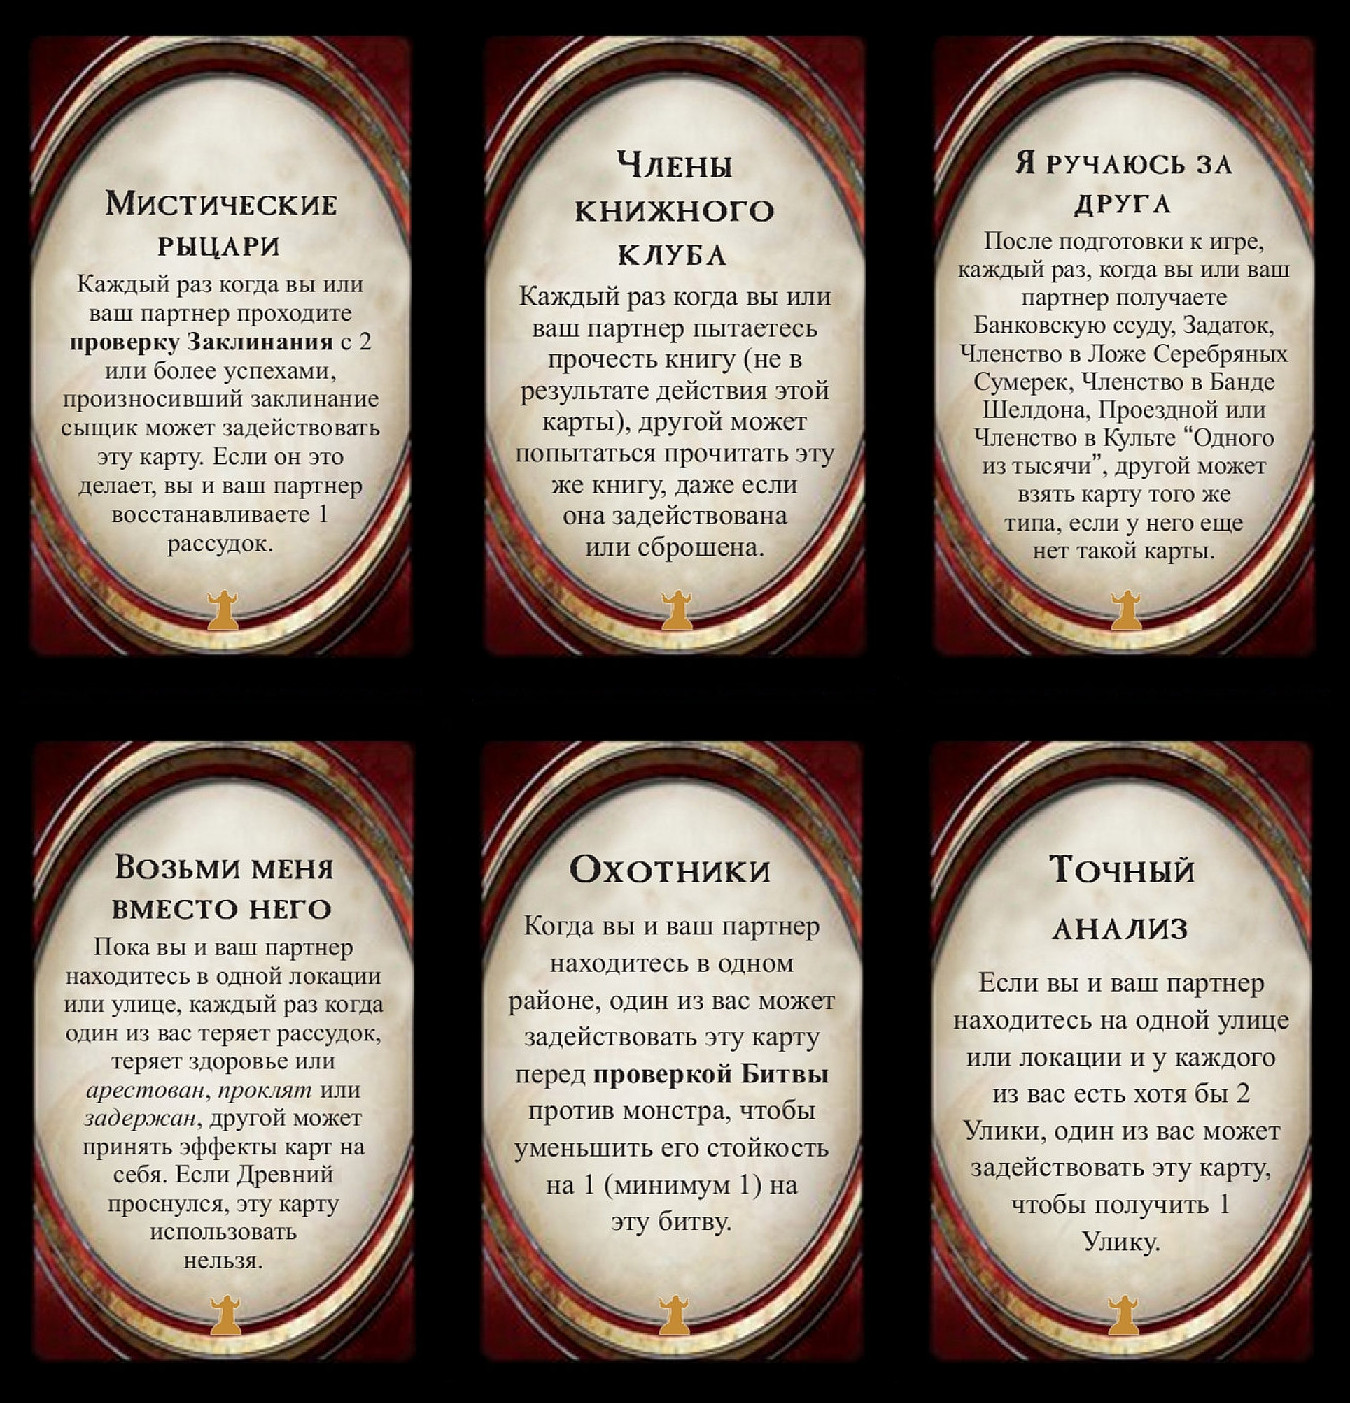 Мистические
рыцари
Каждый раз когда вы или
ваш партнер проходите
проверку Заклинания с 2
или более успехами,
произносивший заклинание
сыщик может задействовать
эту карту. Если он это
делает, вы и ваш партнер
восстанавливаете 1
рассудок.
Члены
книжного
клуба
Каждый раз когда вы или
ваш партнер пытаетесь
прочесть книгу (не в
результате действия этой
карты), другой может
попытаться прочитать эту
же книгу, даже если
она задействована
или сброшена.
Я ручаюсь за
друга
После подготовки к игре,
каждый раз, когда вы или ваш
партнер получаете
Банковскую ссуду, Задаток,
Членство в Ложе Серебряных
Сумерек, Членство в Банде
Шелдона, Проездной или
Членство в Культе “Одного
из тысячи”, другой может
взять карту того же
типа, если у него еще
нет такой карты.
Возьми меня
вместо него
Пока вы и ваш партнер
находитесь в одной локации
или улице, каждый раз когда
один из вас теряет рассудок,
теряет здоровье или
арестован, проклят или
задержан, другой может
принять эффекты карт на
себя. Если Древний
проснулся, эту карту
использовать
нельзя.
Охотники
Когда вы и ваш партнер
находитесь в одном
районе, один из вас может
задействовать эту карту
перед проверкой Битвы
против монстра, чтобы
уменьшить его стойкость
на 1 (минимум 1) на
эту битву.
Точный
анализ
Если вы и ваш партнер
находитесь на одной улице
или локации и у каждого
из вас есть хотя бы 2
Улики, один из вас может
задействовать эту карту,
чтобы получить 1
Улику.